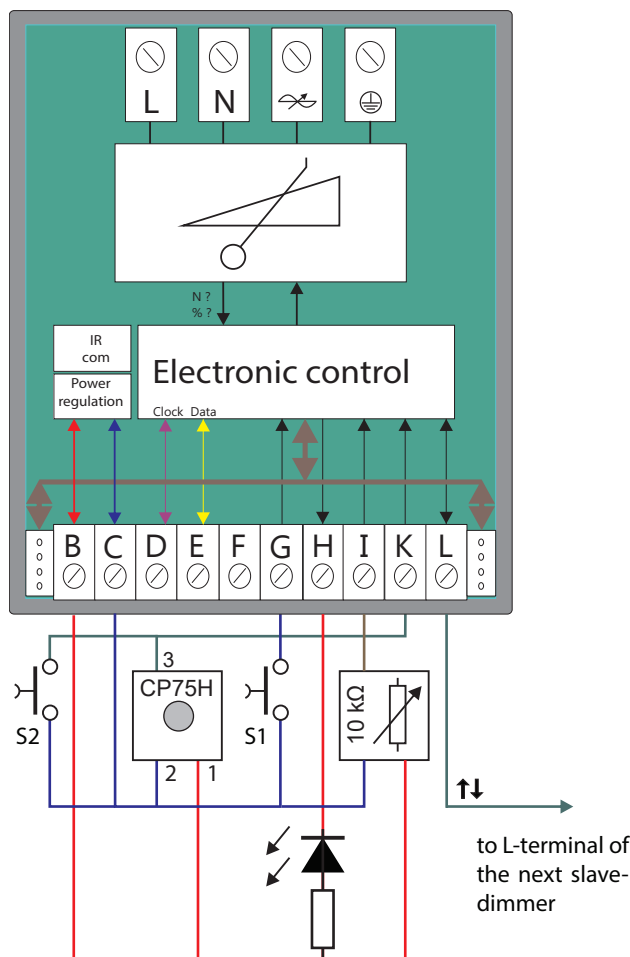 L N
N ?
% ?
IR
com
Power
regulation
Electronic control
Clock Data
B C D E F G H I K L
3
CP75H
S2
2 1
S1
10 kΩ
to L-terminal of
the next slave-
dimmer